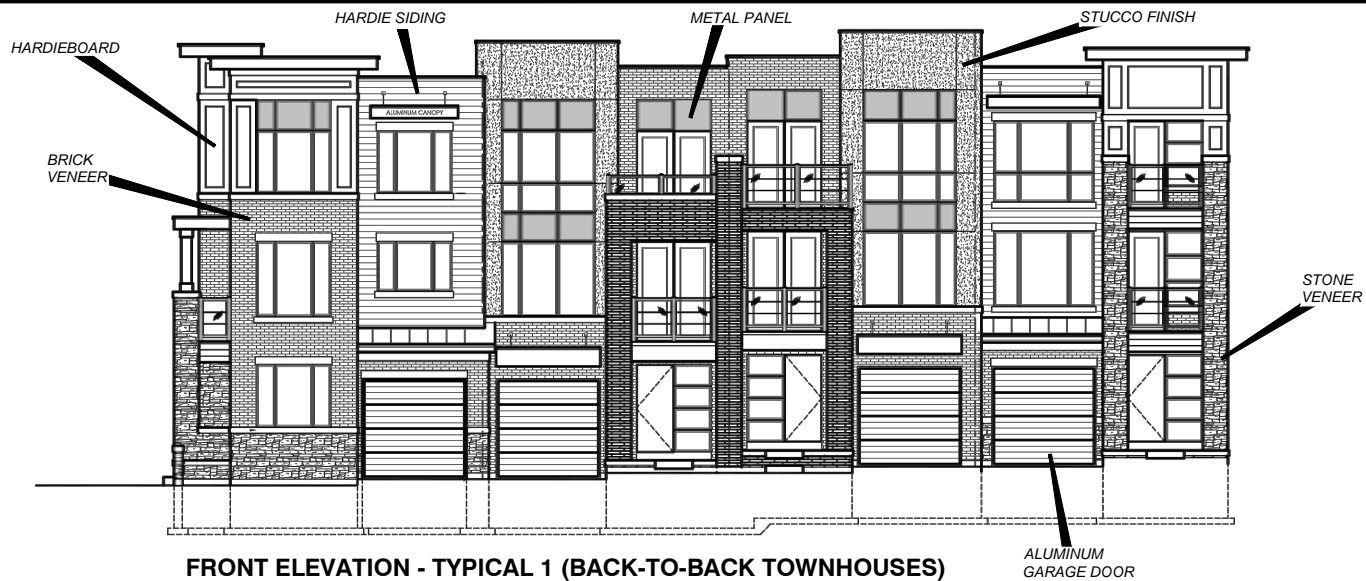 HARDIE SIDING
METAL PANEL
STUCCO FINISH
HARDIEBOARD
ALUMINUM CANOPY
BRICK
VENEER
STONE
VENEER
ALUMINUM
GARAGE DOOR
FRONT ELEVATION - TYPICAL 1 (BACK-TO-BACK TOWNHOUSES)